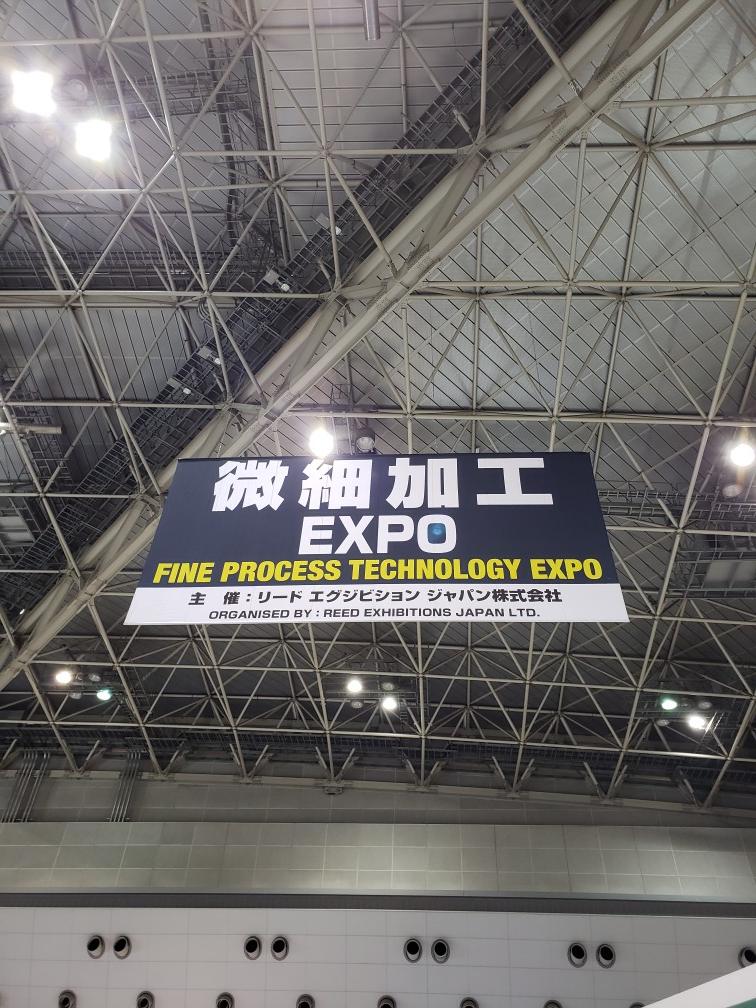 微細加工
EXPO
FINE PROCESS TECHNOLOGY EXPO
主　催：リード エグジビション ジャパン株式会社
ORGANISED BY : REED EXHIBITIONS JAPAN LTD.